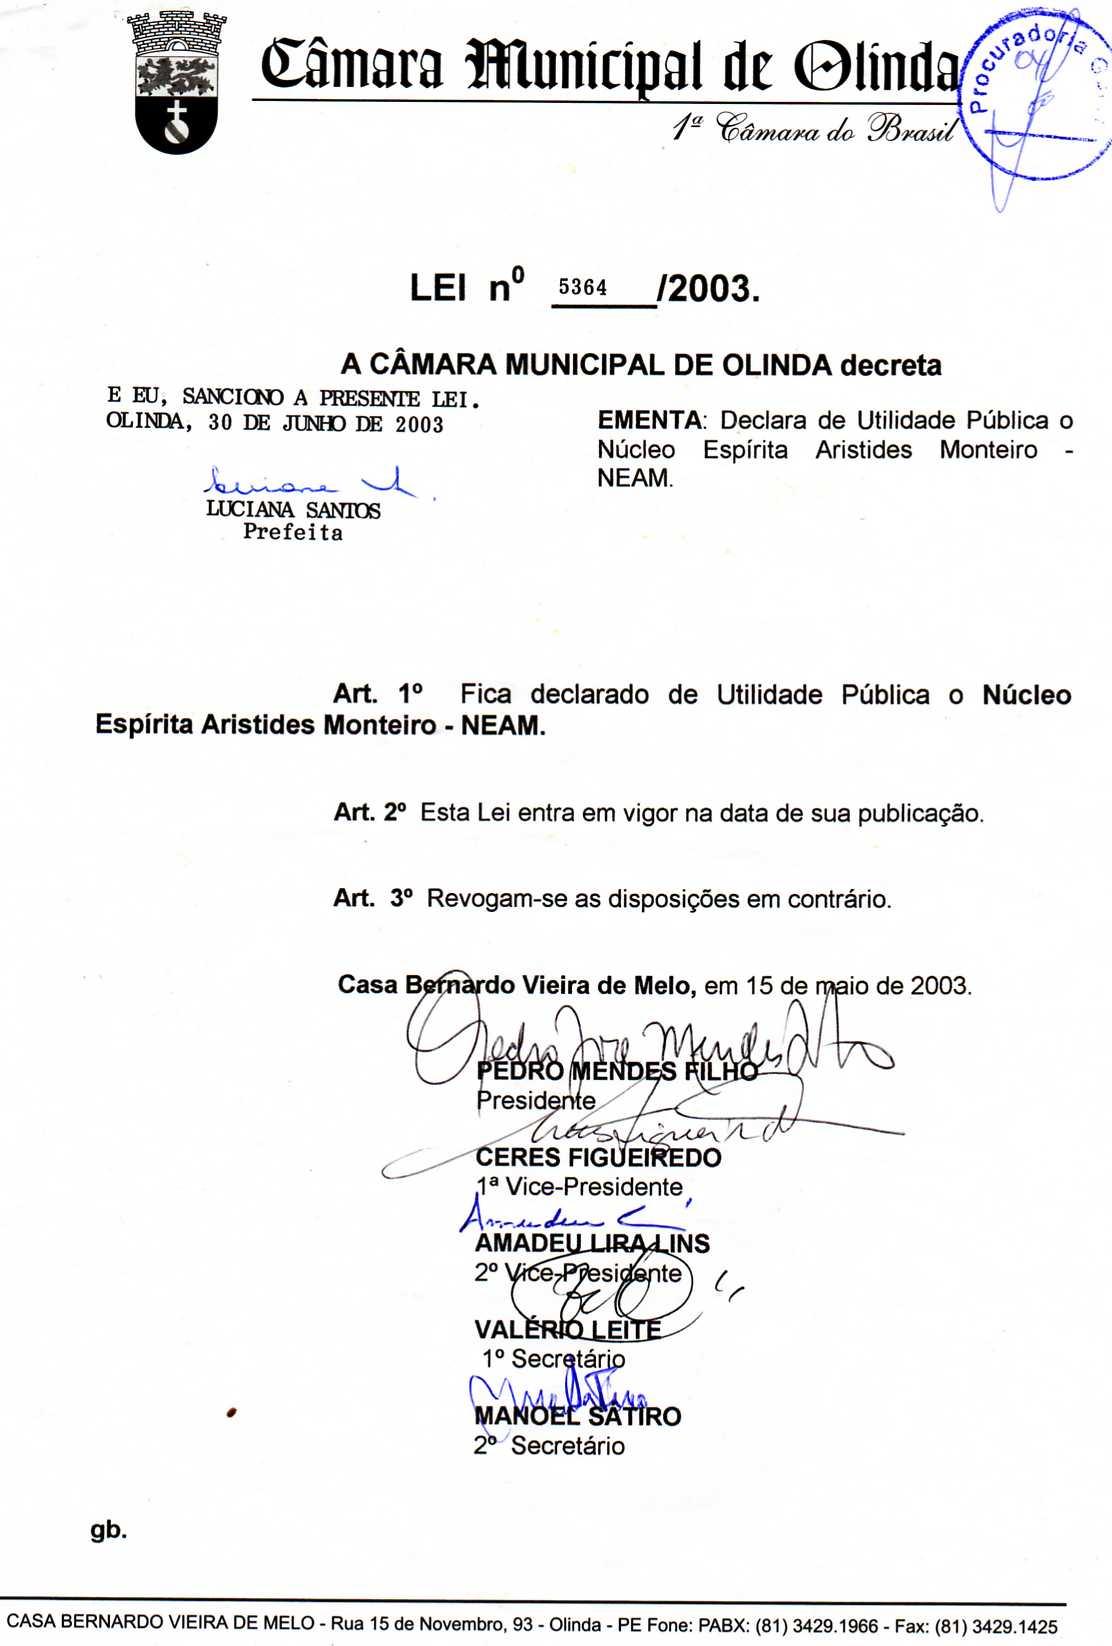 Câmara Municipal de Olinda
1ª Câmara do Brasil
Procuradoria
LEI nº 5364 /2003.
A CÂMARA MUNICIPAL DE OLINDA decreta
E EU, SANCIONO A PRESENTE LEI.
OLINDA, 30 DE JUNHO DE 2003
LUCIANA SANTOS
Prefeita
EMENTA: Declara de Utilidade Pública o
Núcleo Espírita Aristides Monteiro -
NEAM.
Art. 1º Fica declarado de Utilidade Pública o Núcleo
Espírita Aristides Monteiro - NEAM.
Art. 2º Esta Lei entra em vigor na data de sua publicação.
Art. 3º Revogam-se as disposições em contrário.
Casa Bernardo Vieira de Melo, em 15 de maio de 2003.
PEDRO MENDES FILHO
Presidente
CERES FIGUEIREDO
1ª Vice-Presidente
AMADEU LIRA LINS
2º Vice-Presidente
VALÉRIO LEITE
1º Secretário
MANOEL SÁTIRO
2º Secretário
gb.
CASA BERNARDO VIEIRA DE MELO - Rua 15 de Novembro, 93 - Olinda - PE Fone: PABX: (81) 3429.1966 - Fax: (81) 3429.1425